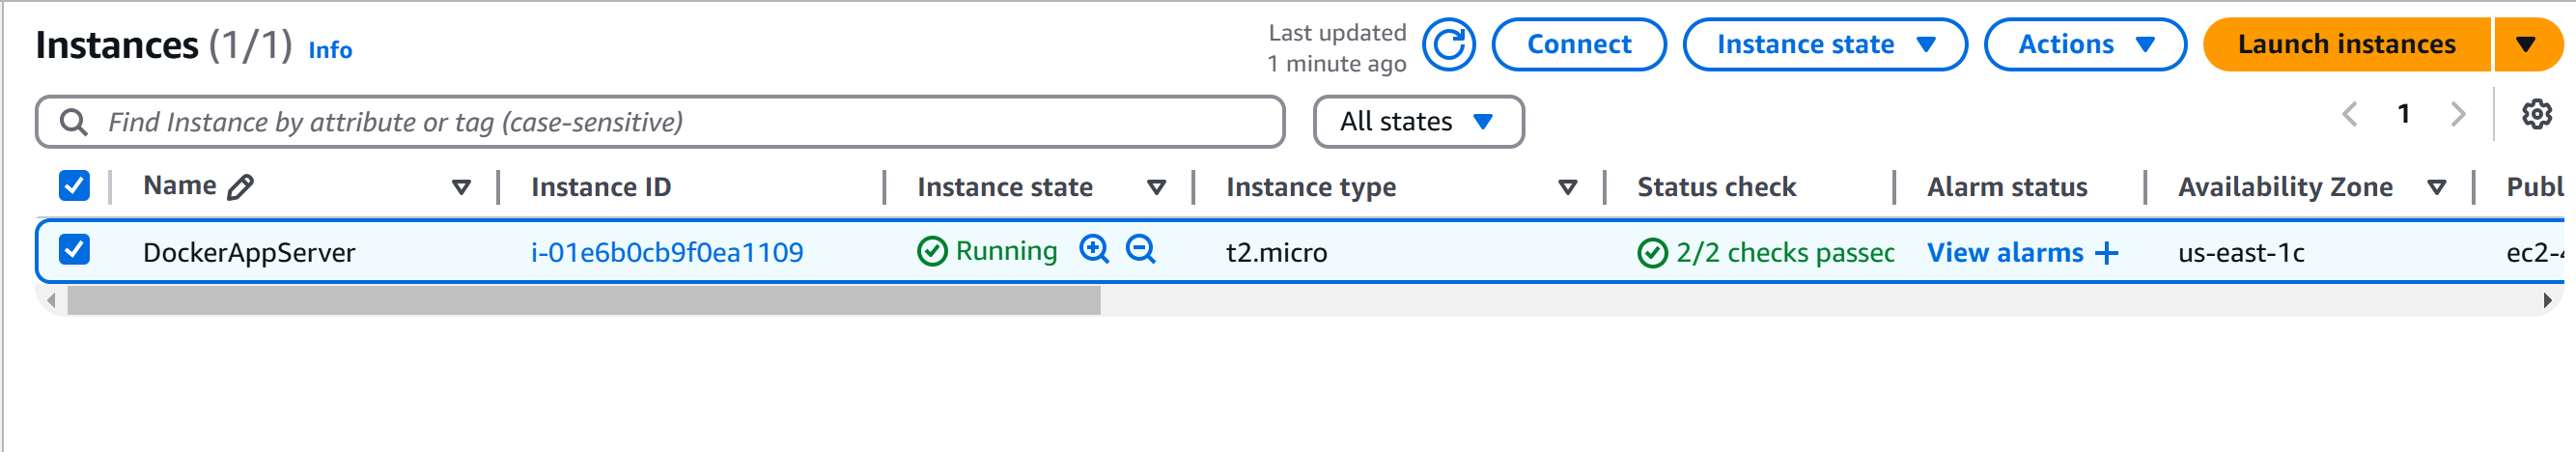 Instances (1/1) Info
Last updated
1 minute ago
Connect
Instance state
Actions
Launch instances
Find Instance by attribute or tag (case-sensitive)
All states
1
Name Instance ID Instance state Instance type Status check Alarm status Availability Zone Publ
DockerAppServer i-01e6b0cb9f0ea1109 Running t2.micro 2/2 checks passec View alarms + us-east-1c ec2-4